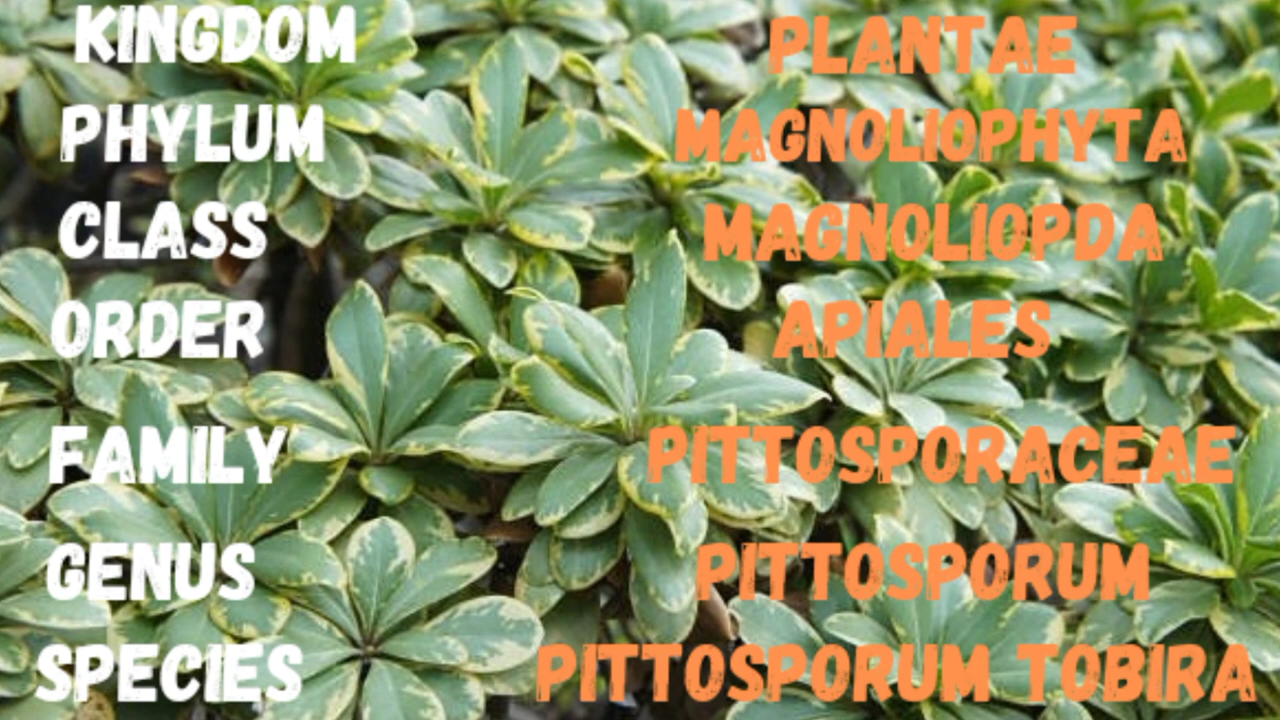 KINGDOM PLANTAE
PHYLUM MAGNOLIOPHYTA
CLASS MAGNOLIOPDA
ORDER APIALES
FAMILY PITTOSPORACEAE
GENUS PITTOSPORUM
SPECIES PITTOSPORUM TOBIRA